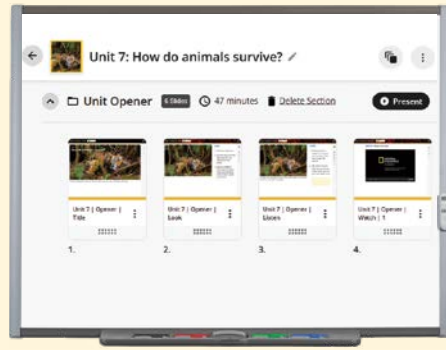 Unit 7: How do animals survive?
Unit Opener 6 Slides 47 minutes Delete Section Present
Unit 7 | Opener | Title
Unit 7 | Opener | Look
Unit 7 | Opener | Listen
Unit 7 | Opener | Watch | 1
1.
2.
3.
4.